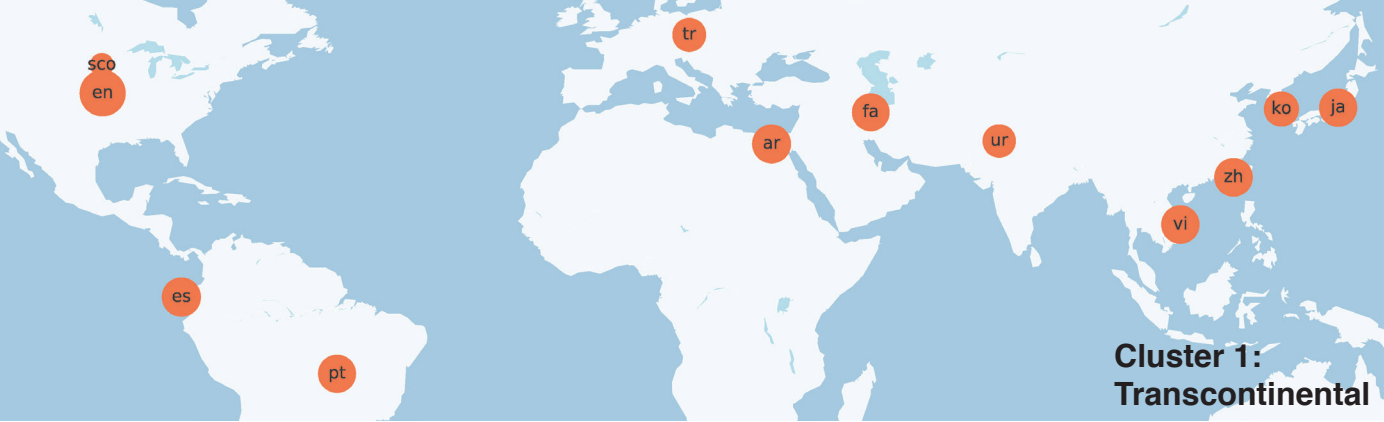 tr
sco
en
fa
ko
ja
ar
ur
zh
vi
es
pt
Cluster 1:
Transcontinental